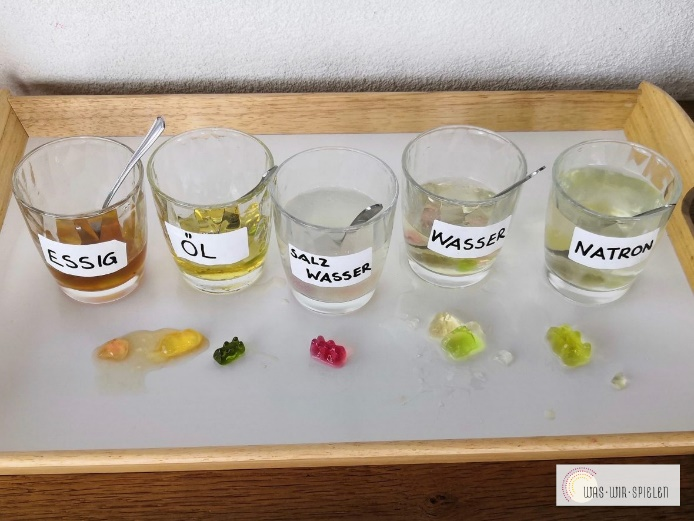 ESSIG
ÖL
SALZ
WASSER
WASSER
NATRON
WAS·WIR·SPIELEN